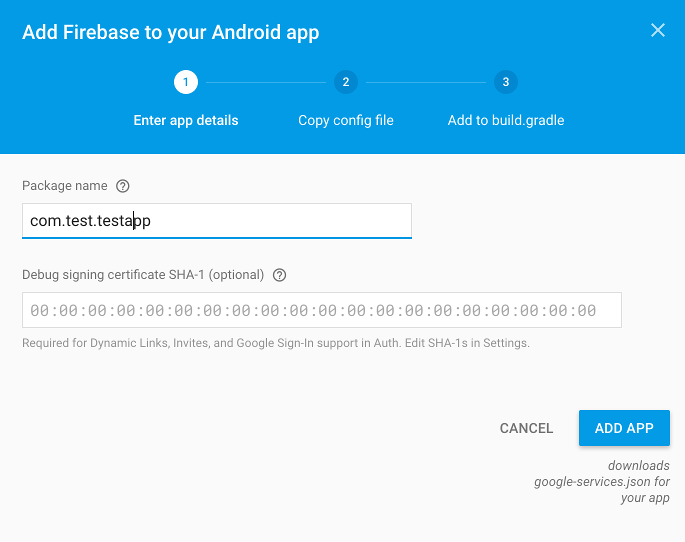 Add Firebase to your Android app
1 2 3
Enter app details Copy config file Add to build.gradle
Package name ?
com.test.testapp
Debug signing certificate SHA-1 (optional) ?
00:00:00:00:00:00:00:00:00:00:00:00:00:00:00:00:00:00:00:00
Required for Dynamic Links, Invites, and Google Sign-In support in Auth. Edit SHA-1s in Settings.
CANCEL ADD APP
downloads
google-services.json for
your app